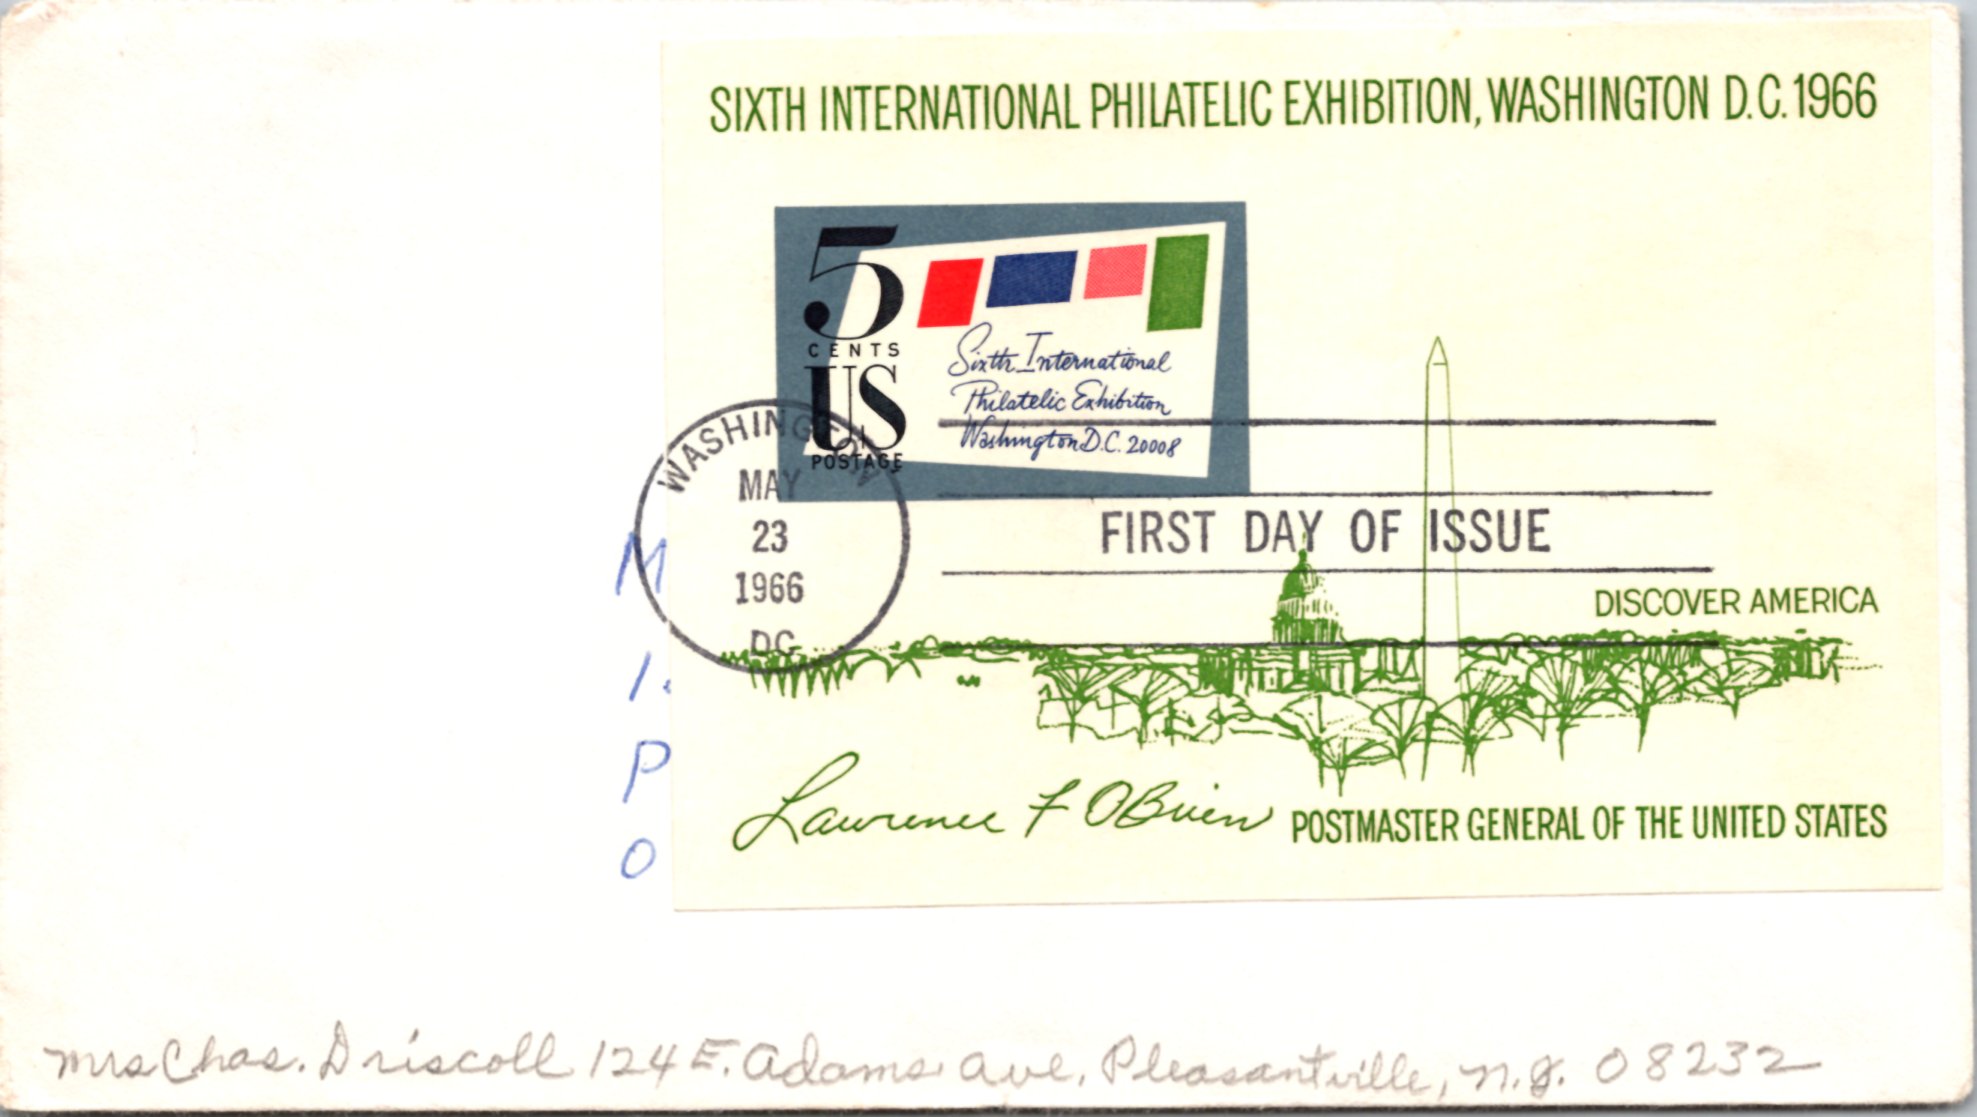 SIXTH INTERNATIONAL PHILATELIC EXHIBITION, WASHINGTON D.C. 1966
5
CENTS
US
POSTAGE
Sixth International
Philatelic Exhibition
Washington D.C. 20008
WASHINGTON
MAY
23
1966
DC
FIRST DAY OF ISSUE
DISCOVER AMERICA
M
1.
P
O
Lawrence F O'Brien
POSTMASTER GENERAL OF THE UNITED STATES
Mrs Chas. Driscoll 124 E. Adams Ave, Pleasantville, N.J. 08232